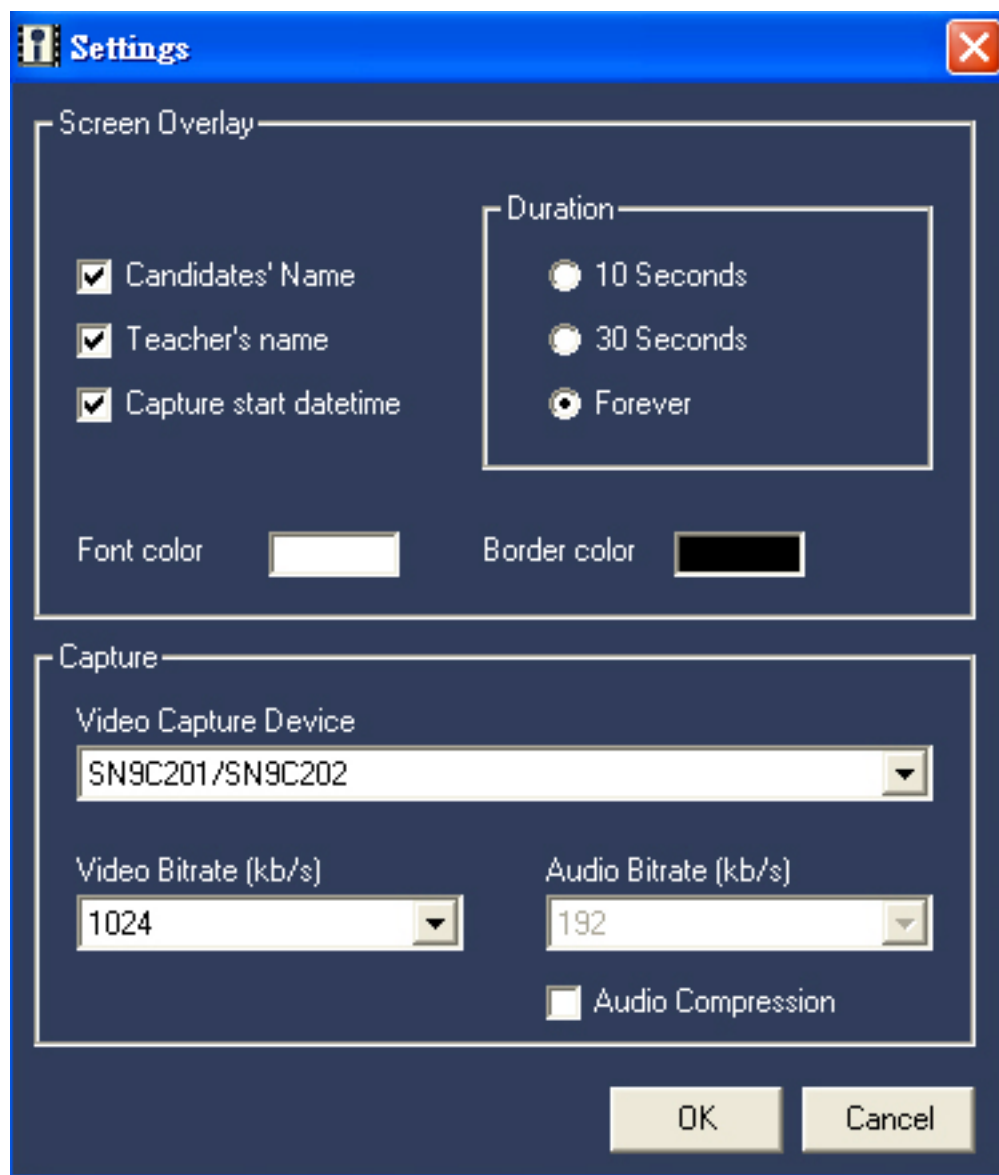 Settings
Screen Overlay
Duration
Candidates' Name
10 Seconds
Teacher's name
30 Seconds
Capture start datetime
Forever
Font color
Border color
Capture
Video Capture Device
SN9C201/SN9C202
Video Bitrate (kb/s)
Audio Bitrate (kb/s)
1024
192
Audio Compression
OK
Cancel